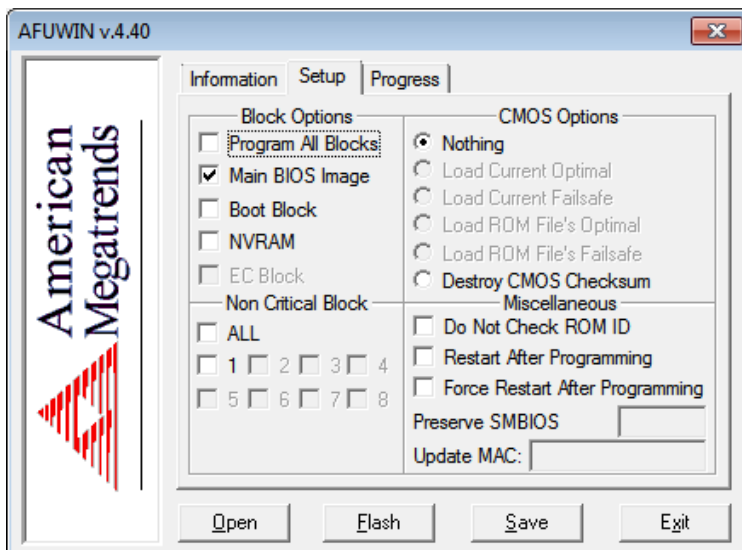 AFUWIN v.4.40
American
Megatrends
Information Setup Progress
Block Options
Program All Blocks
Main BIOS Image
Boot Block
NVRAM
EC Block
Non Critical Block
ALL
1 2 3 4
5 6 7 8
CMOS Options
Nothing
Load Current Optimal
Load Current Failsafe
Load ROM File's Optimal
Load ROM File's Failsafe
Destroy CMOS Checksum
Miscellaneous
Do Not Check ROM ID
Restart After Programming
Force Restart After Programming
Preserve SMBIOS
Update MAC:
Open Flash Save Exit